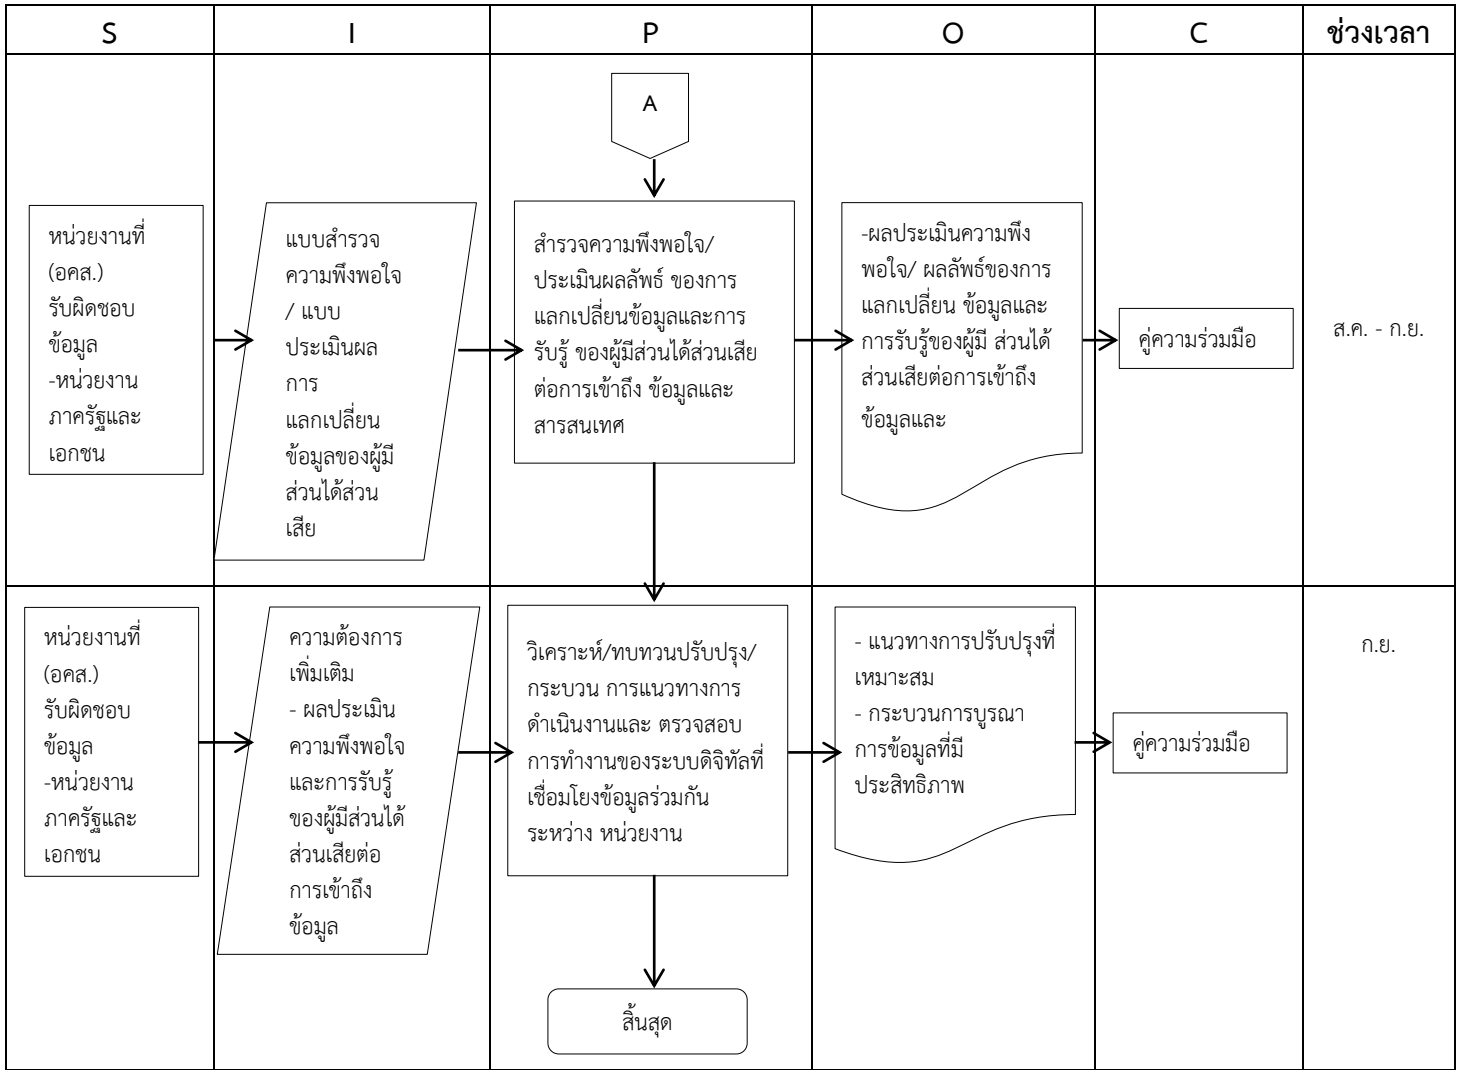 S
I
P
O
C
ช่วงเวลา
A
หน่วยงานที่
(อคส.)
รับผิดชอบ
ข้อมูล
-หน่วยงาน
ภาครัฐและ
เอกชน
แบบสำรวจ
ความพึงพอใจ
/ แบบ
ประเมินผล
การ
แลกเปลี่ยน
ข้อมูลของผู้มี
ส่วนได้ส่วน
เสีย
สำรวจความพึงพอใจ/
ประเมินผลลัพธ์ ของการ
แลกเปลี่ยนข้อมูลและการ
รับรู้ ของผู้มีส่วนได้ส่วนเสีย
ต่อการเข้าถึง ข้อมูลและ
สารสนเทศ
-ผลประเมินความพึง
พอใจ/ ผลลัพธ์ของการ
แลกเปลี่ยน ข้อมูลและ
การรับรู้ของผู้มี ส่วนได้
ส่วนเสียต่อการเข้าถึง
ข้อมูลและ
คู่ความร่วมมือ
ส.ค. - ก.ย.
หน่วยงานที่
(อคส.)
รับผิดชอบ
ข้อมูล
-หน่วยงาน
ภาครัฐและ
เอกชน
ความต้องการ
เพิ่มเติม
- ผลประเมิน
ความพึงพอใจ
และการรับรู้
ของผู้มีส่วนได้
ส่วนเสียต่อ
การเข้าถึง
ข้อมูล
วิเคราะห์/ทบทวนปรับปรุง/
กระบวน การแนวทางการ
ดำเนินงานและ ตรวจสอบ
การทำงานของระบบดิจิทัลที่
เชื่อมโยงข้อมูลร่วมกัน
ระหว่าง หน่วยงาน
- แนวทางการปรับปรุงที่
เหมาะสม
- กระบวนการบูรณา
การข้อมูลที่มี
ประสิทธิภาพ
คู่ความร่วมมือ
ก.ย.
สิ้นสุด